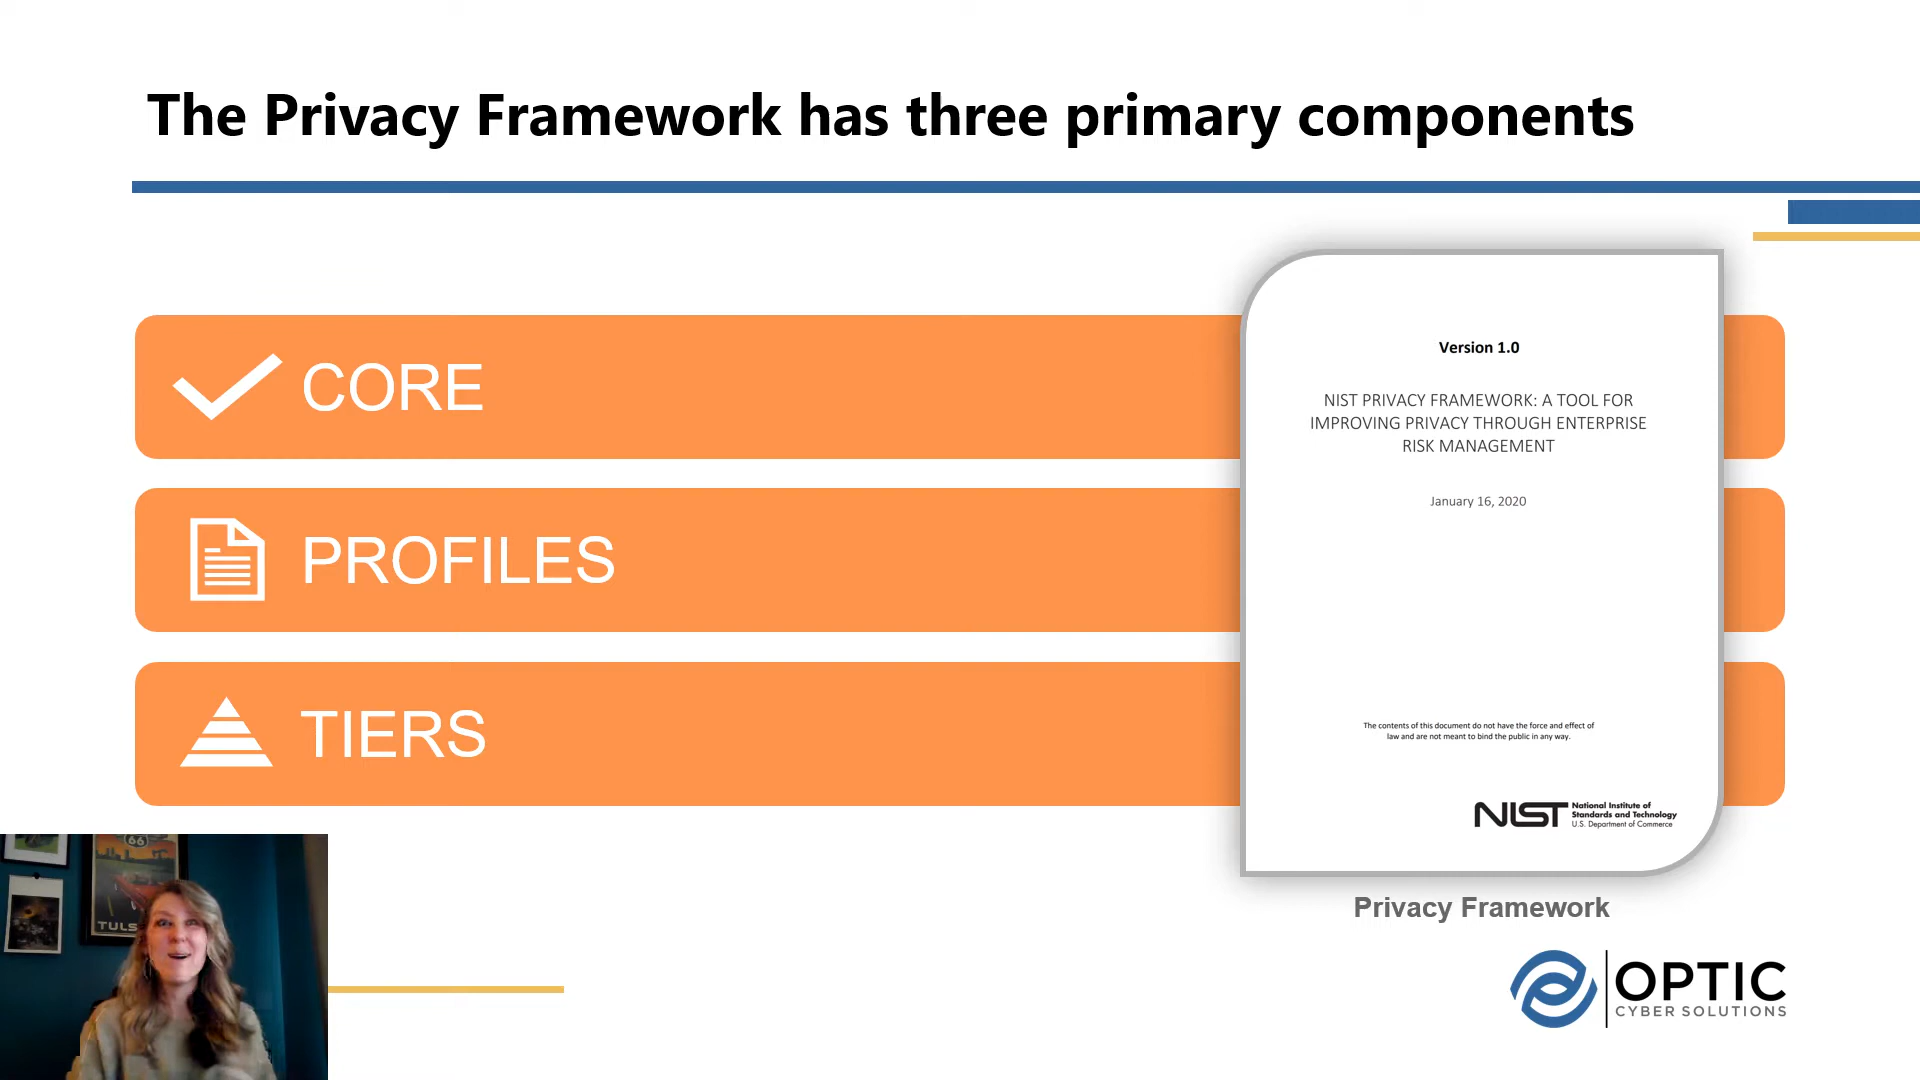 The Privacy Framework has three primary components
CORE
PROFILES
TIERS
Version 1.0
NIST PRIVACY FRAMEWORK: A TOOL FOR
IMPROVING PRIVACY THROUGH ENTERPRISE
RISK MANAGEMENT
January 16, 2020
The contents of this document do not have the force and effect of
law and are not meant to bind the public in any way.
NIST
National Institute of
Standards and Technology
U.S. Department of Commerce
Privacy Framework
66
TULS
OPTIC
CYBER SOLUTIONS